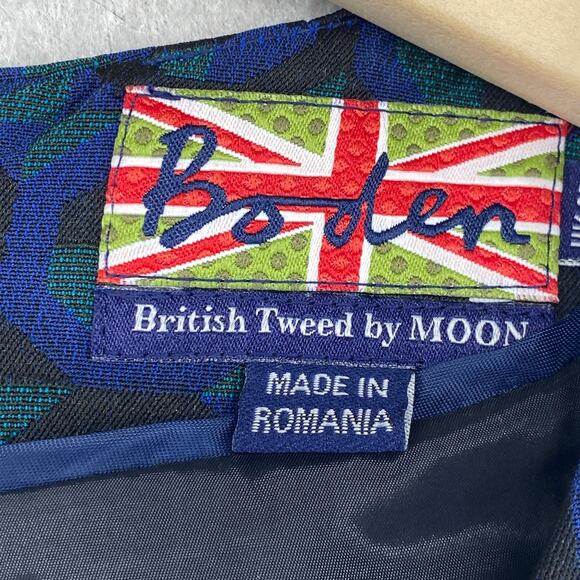 Boden
British Tweed by MOON
MADE IN
ROMANIA